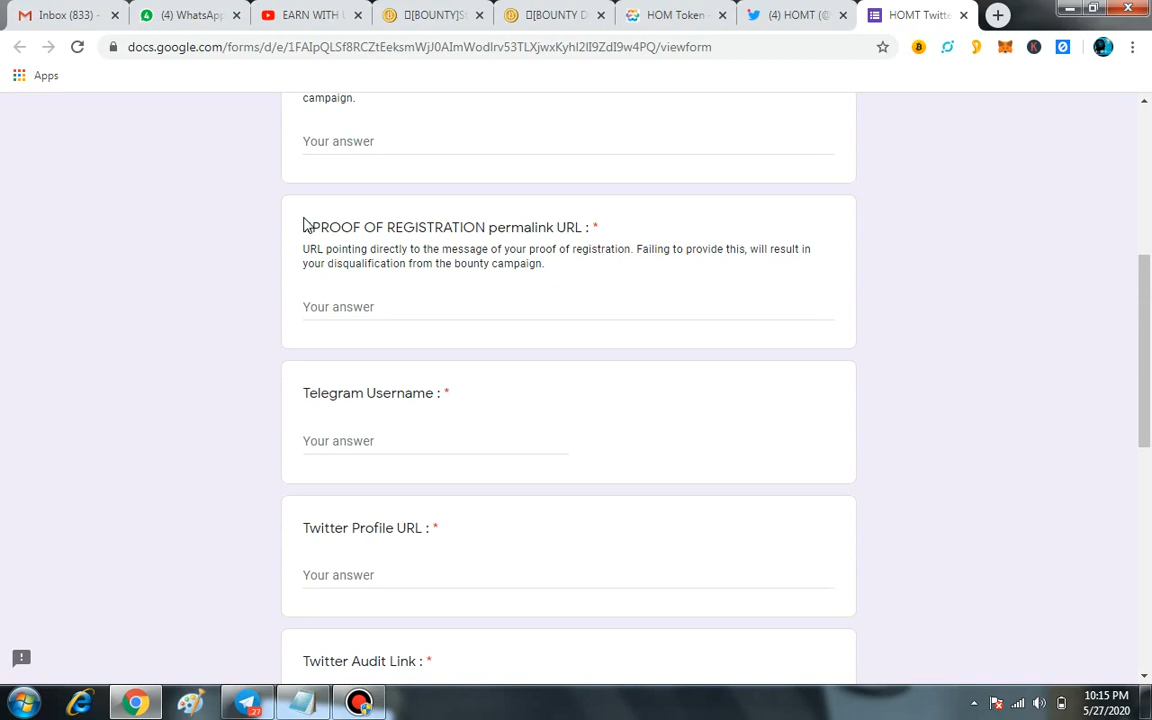 Inbox (833) -
(4) WhatsApp
EARN WITH
[BOUNTY]S
[BOUNTY D
HOM Token -
(4) HOMT (@
HOMT Twitte
docs.google.com/forms/d/e/1FAIpQLSf8RCZtEeksmWjJ0AImWodlrv53TLXjwxKyhl2lI9ZdI9w4PQ/viewform
Apps
campaign.
Your answer
PROOF OF REGISTRATION permalink URL : *
URL pointing directly to the message of your proof of registration. Failing to provide this, will result in
your disqualification from the bounty campaign.
Your answer
Telegram Username : *
Your answer
Twitter Profile URL : *
Your answer
Twitter Audit Link : *
27
10:15 PM
5/27/2020